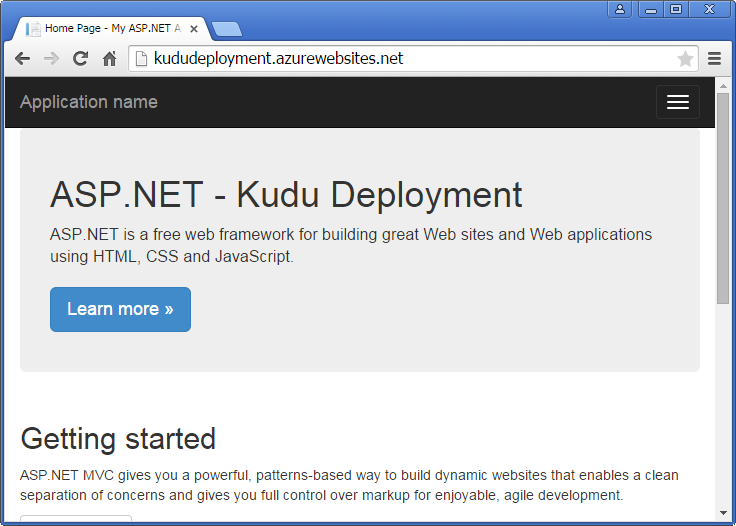 Home Page - My ASP.NET A
kududeployment.azurewebsites.net
Application name
ASP.NET - Kudu Deployment
ASP.NET is a free web framework for building great Web sites and Web applications
using HTML, CSS and JavaScript.
Learn more »
Getting started
ASP.NET MVC gives you a powerful, patterns-based way to build dynamic websites that enables a clean
separation of concerns and gives you full control over markup for enjoyable, agile development.